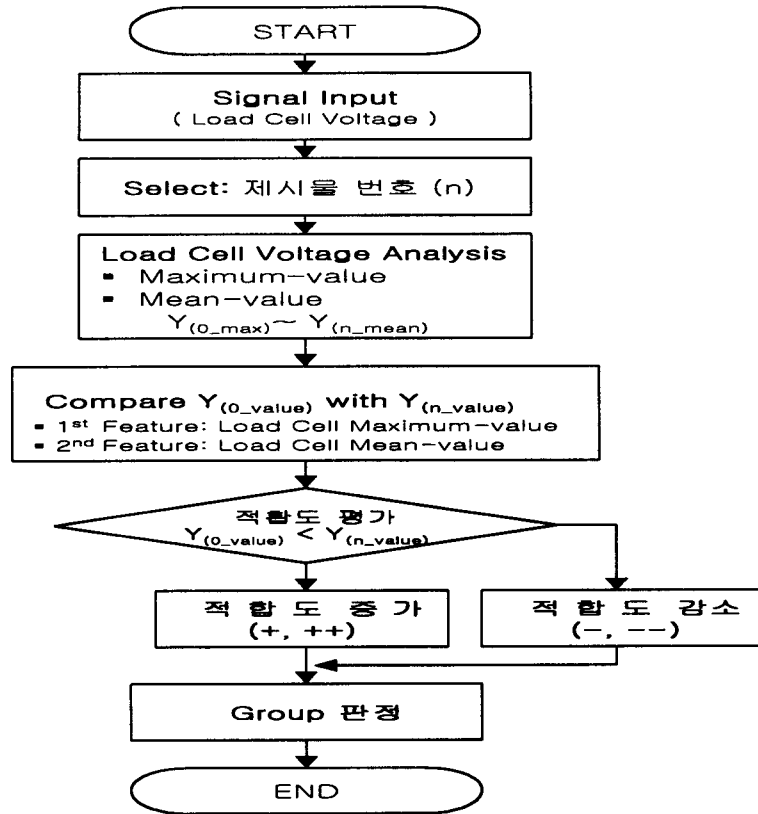 START
Signal Input
( Load Cell Voltage )
Select: 제시물 번호 (n)
Load Cell Voltage Analysis
▪ Maximum-value
▪ Mean-value
Y(0_max)~ Y(n_mean)
Compare Y(0_value) with Y(n_value)
▪ 1st Feature: Load Cell Maximum-value
▪ 2nd Feature: Load Cell Mean-value
적합도 평가
Y(0_value) < Y(n_value)
적 합 도 증 가
(+, ++)
적 합 도 감 소
(-, --)
Group 판정
END